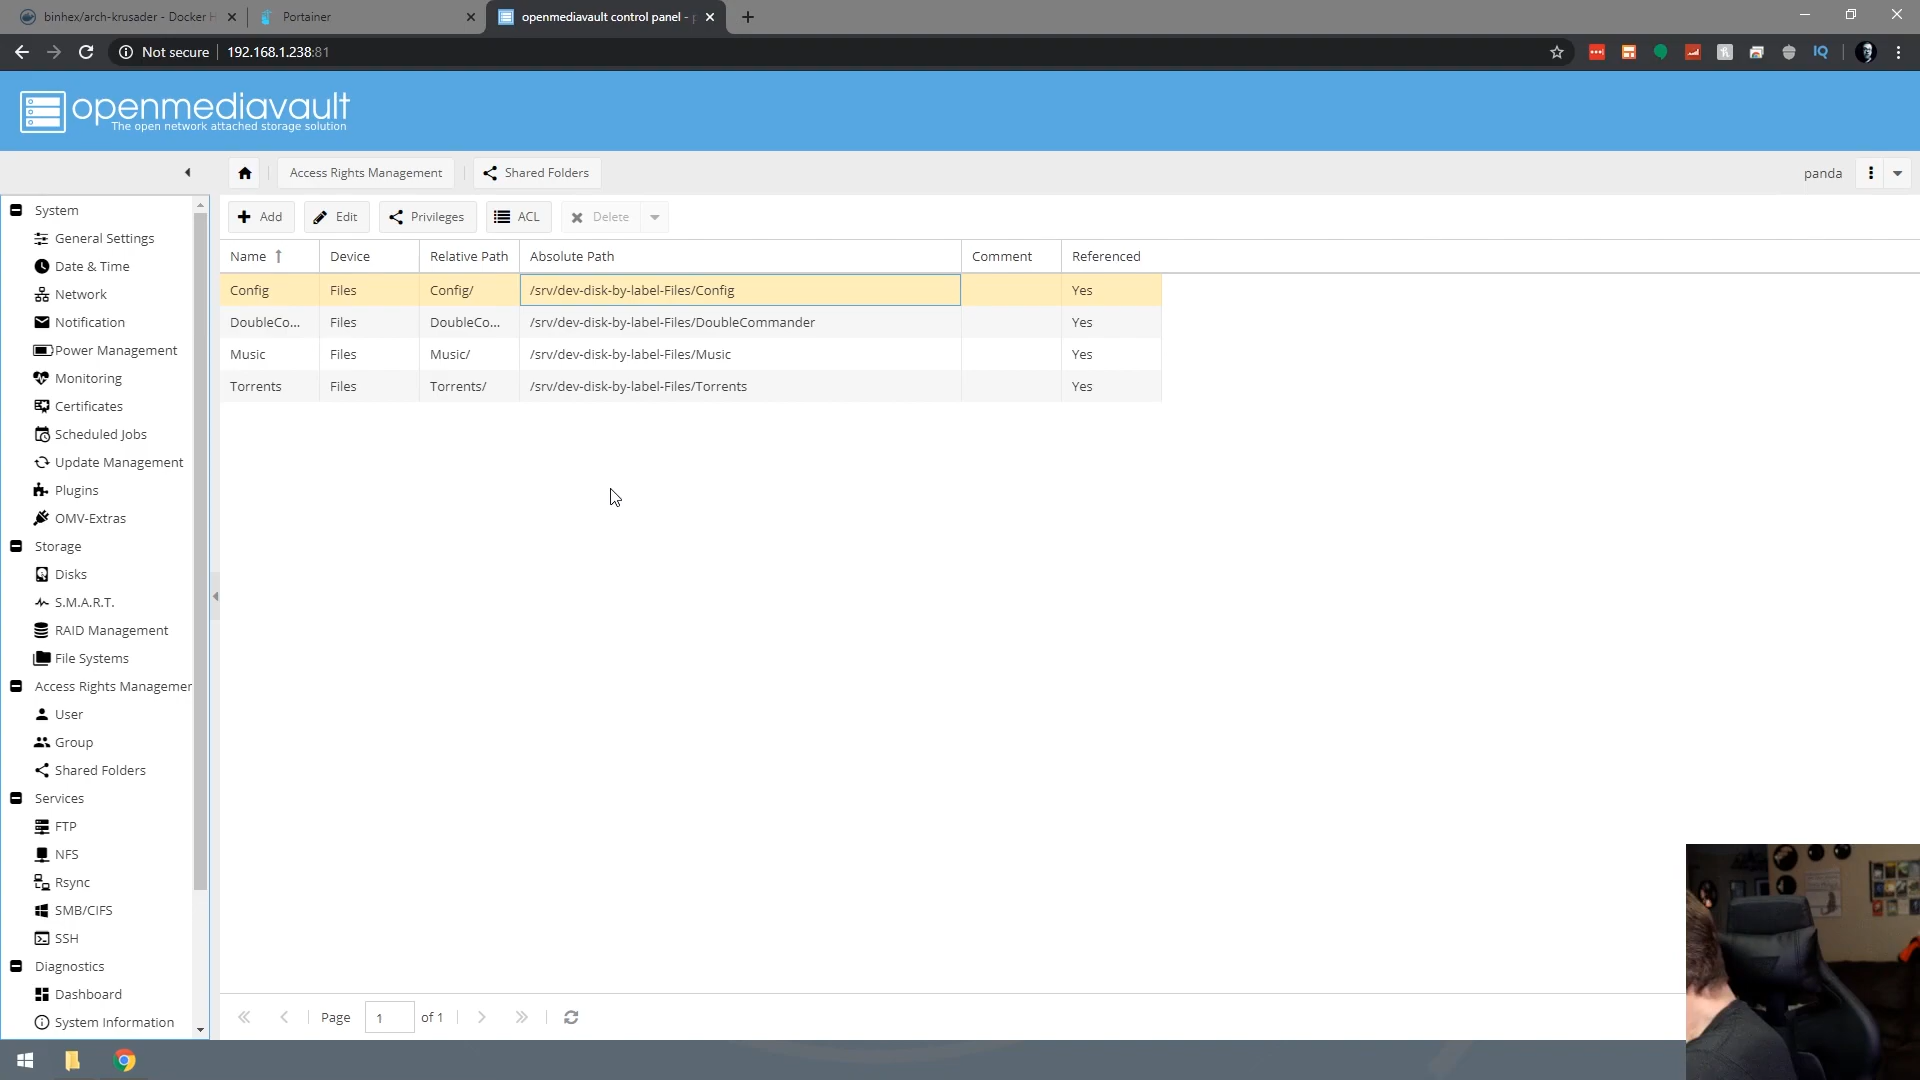 binhex/arch-krusader - Docker H
Portainer
openmediavault control panel - p
Not secure
192.168.1.238:81
IQ
openmediavault
The open network attached storage solution
Access Rights Management
Shared Folders
panda
System
General Settings
Date & Time
Network
Notification
Power Management
Monitoring
Certificates
Scheduled Jobs
Update Management
Plugins
OMV-Extras
Storage
Disks
S.M.A.R.T.
RAID Management
File Systems
Access Rights Managemen
User
Group
Shared Folders
Services
FTP
NFS
Rsync
SMB/CIFS
SSH
Diagnostics
Dashboard
System Information
Add
Edit
Privileges
ACL
Delete
Name Device Relative Path Absolute Path Comment Referenced
Config Files Config/ /srv/dev-disk-by-label-Files/Config Yes
DoubleCo... Files DoubleCo... /srv/dev-disk-by-label-Files/DoubleCommander Yes
Music Files Music/ /srv/dev-disk-by-label-Files/Music Yes
Torrents Files Torrents/ /srv/dev-disk-by-label-Files/Torrents Yes
Page 1 of 1